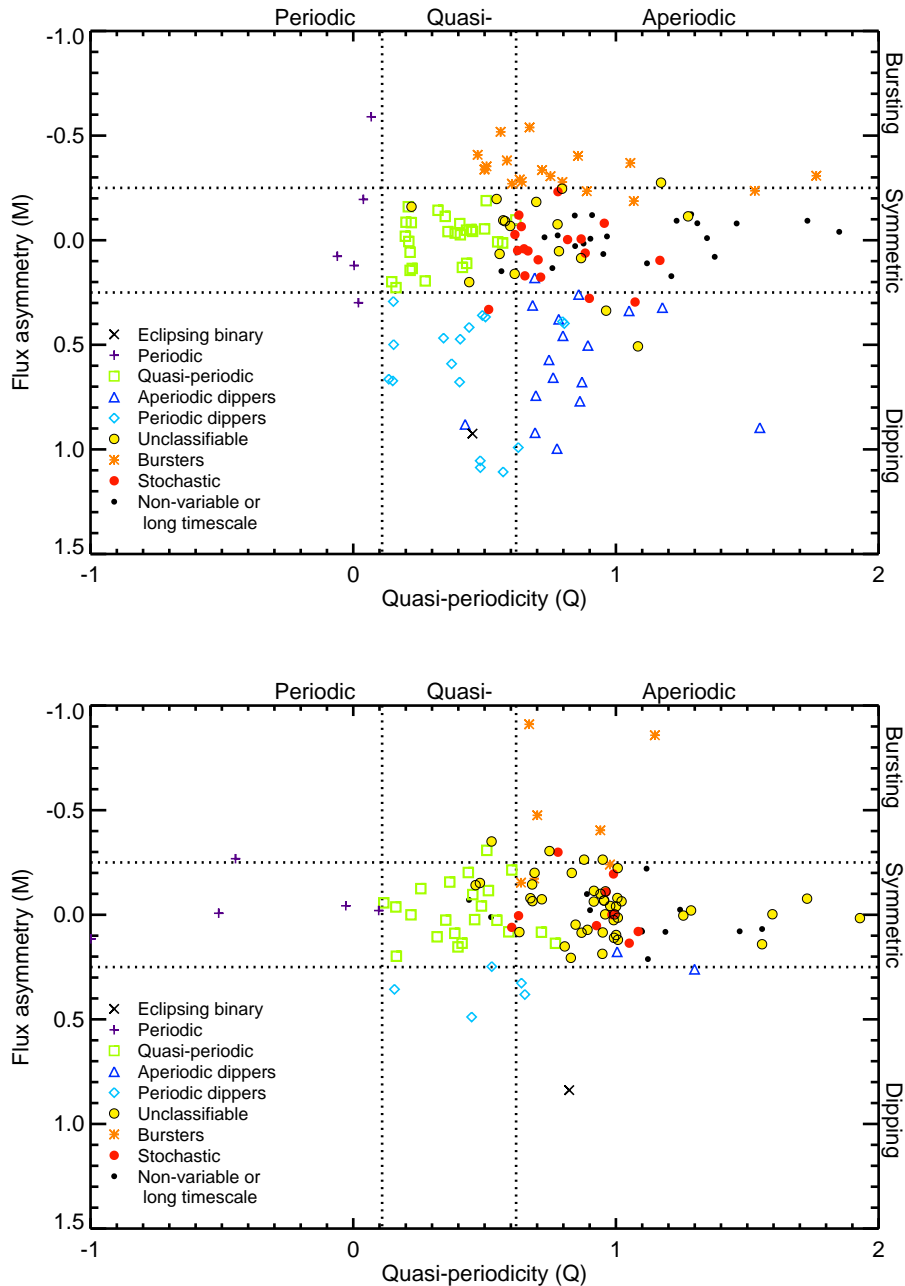 Periodic Quasi- Aperiodic
-1.0
-0.5
0.0
0.5
1.0
1.5
Flux asymmetry (M)
Bursting
Symmetric
Dipping
Eclipsing binary
Periodic
Quasi-periodic
Aperiodic dippers
Periodic dippers
Unclassifiable
Bursters
Stochastic
Non-variable or
long timescale
-1 0 1 2
Quasi-periodicity (Q)
Periodic Quasi- Aperiodic
-1.0
-0.5
0.0
0.5
1.0
1.5
Flux asymmetry (M)
Bursting
Symmetric
Dipping
Eclipsing binary
Periodic
Quasi-periodic
Aperiodic dippers
Periodic dippers
Unclassifiable
Bursters
Stochastic
Non-variable or
long timescale
-1 0 1 2
Quasi-periodicity (Q)